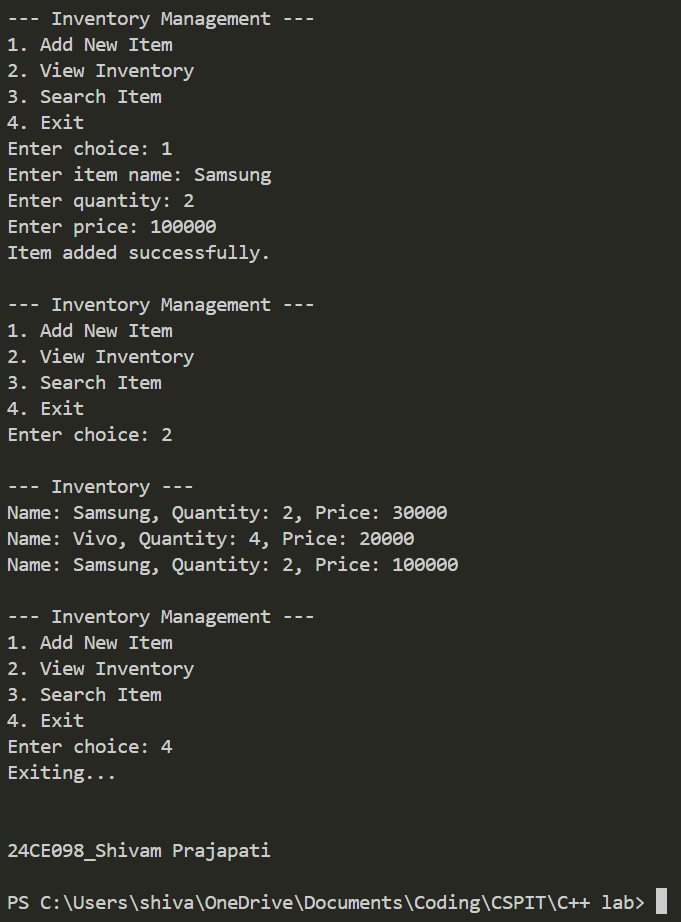 --- Inventory Management ---
1. Add New Item
2. View Inventory
3. Search Item
4. Exit
Enter choice: 1
Enter item name: Samsung
Enter quantity: 2
Enter price: 100000
Item added successfully.

--- Inventory Management ---
1. Add New Item
2. View Inventory
3. Search Item
4. Exit
Enter choice: 2

--- Inventory ---
Name: Samsung, Quantity: 2, Price: 30000
Name: Vivo, Quantity: 4, Price: 20000
Name: Samsung, Quantity: 2, Price: 100000

--- Inventory Management ---
1. Add New Item
2. View Inventory
3. Search Item
4. Exit
Enter choice: 4
Exiting...

24CE098_Shivam Prajapati

PS C:\Users\shiva\OneDrive\Documents\Coding\CSPIT\C++ lab>